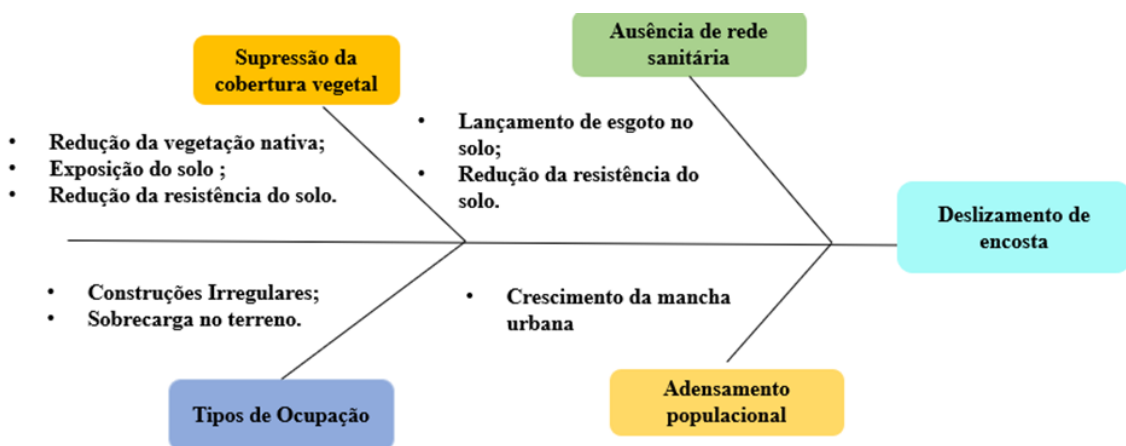 Supressão da
cobertura vegetal
Ausência de rede
sanitária
• Redução da vegetação nativa;
• Exposição do solo ;
• Redução da resistência do solo.
• Lançamento de esgoto no
solo;
• Redução da resistência do
solo.
Deslizamento de
encosta
• Construções Irregulares;
• Sobrecarga no terreno.
• Crescimento da mancha
urbana
Tipos de Ocupação
Adensamento
populacional